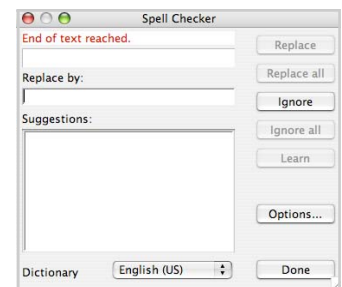 Spell Checker
End of text reached.
Replace
Replace by:
Replace all
Ignore
Suggestions:
Ignore all
Learn
Options...
Dictionary
English (US)
Done